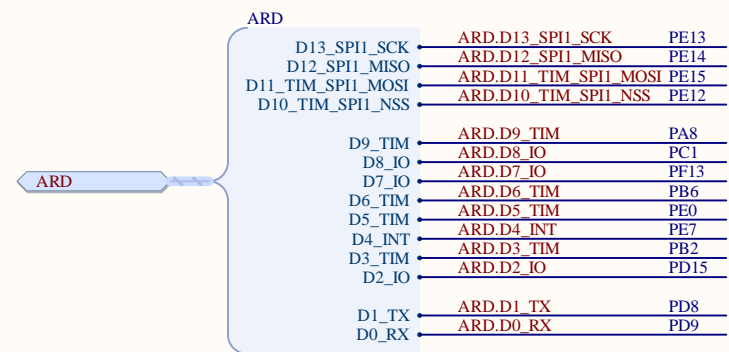 ARD
D13_SPI1_SCK ARD.D13_SPI1_SCK PE13
D12_SPI1_MISO ARD.D12_SPI1_MISO PE14
D11_TIM_SPI1_MOSI ARD.D11_TIM_SPI1_MOSI PE15
D10_TIM_SPI1_NSS ARD.D10_TIM_SPI1_NSS PE12
D9_TIM ARD.D9_TIM PA8
D8_IO ARD.D8_IO PC1
D7_IO ARD.D7_IO PF13
ARD
D6_TIM ARD.D6_TIM PB6
D5_TIM ARD.D5_TIM PE0
D4_INT ARD.D4_INT PE7
D3_TIM ARD.D3_TIM PB2
D2_IO ARD.D2_IO PD15
D1_TX ARD.D1_TX PD8
D0_RX ARD.D0_RX PD9